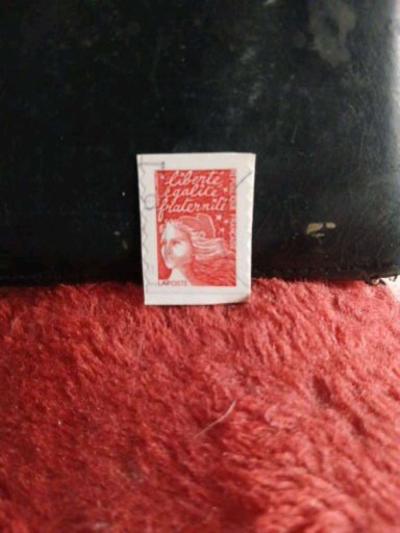 liberté
égalité
fraternité
LA POSTE